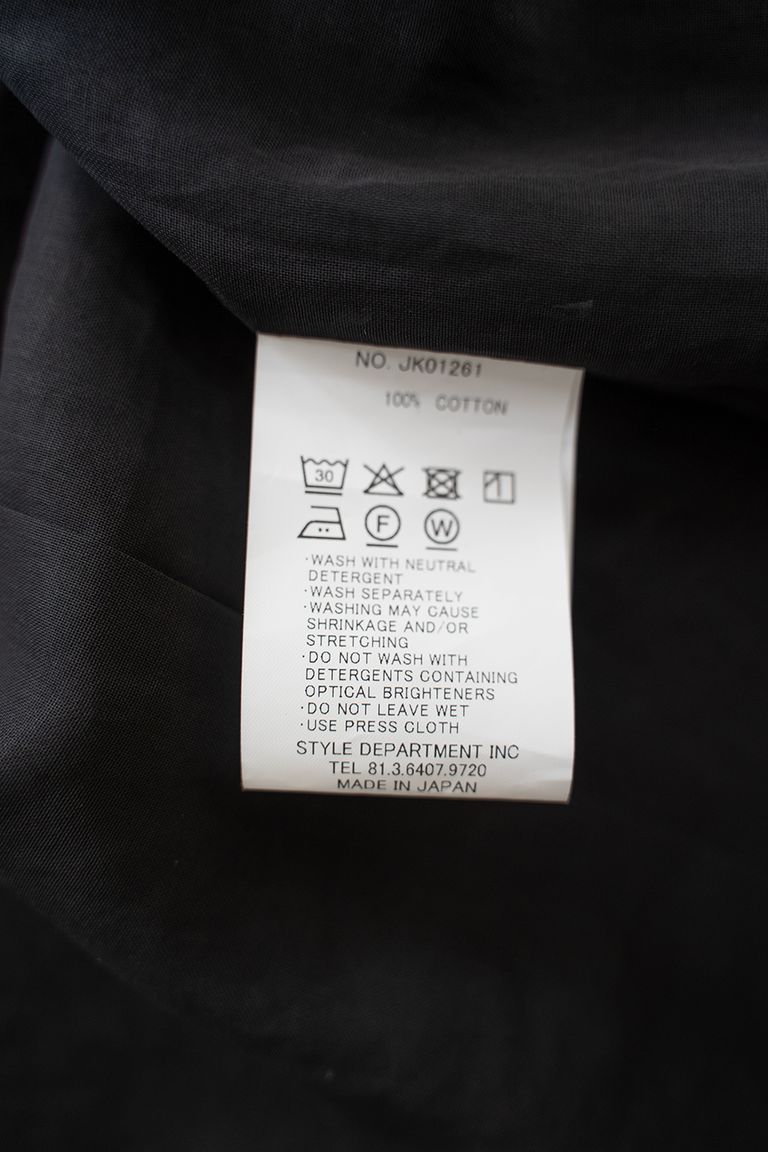 NO. JK01261
100% COTTON
30
F W
·WASH WITH NEUTRAL
DETERGENT
·WASH SEPARATELY
·WASHING MAY CAUSE
SHRINKAGE AND/OR
STRETCHING
·DO NOT WASH WITH
DETERGENTS CONTAINING
OPTICAL BRIGHTENERS
·DO NOT LEAVE WET
·USE PRESS CLOTH
STYLE DEPARTMENT INC
TEL 81.3.6407.9720
MADE IN JAPAN